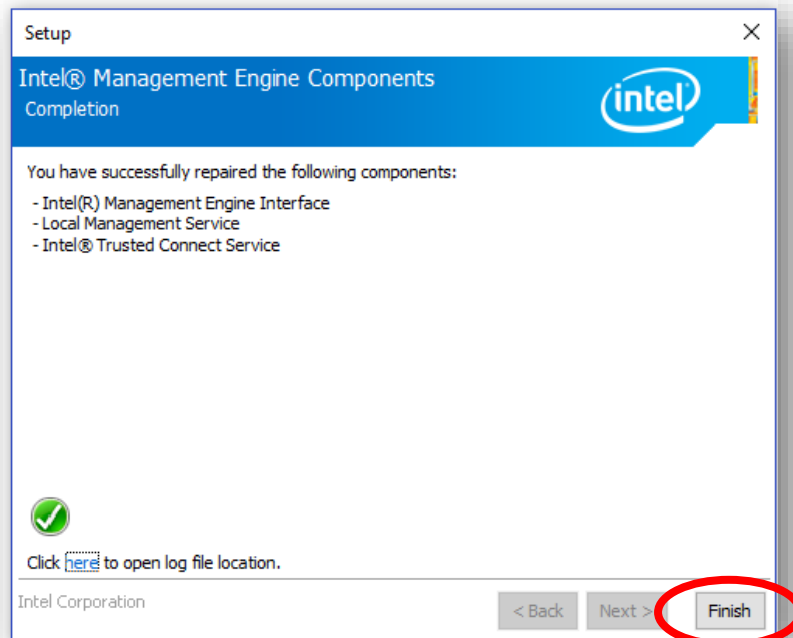 Setup
Intel® Management Engine Components
Completion
intel
You have successfully repaired the following components:
- Intel(R) Management Engine Interface
- Local Management Service
- Intel® Trusted Connect Service
Click here to open log file location.
Intel Corporation
< Back Next > Finish